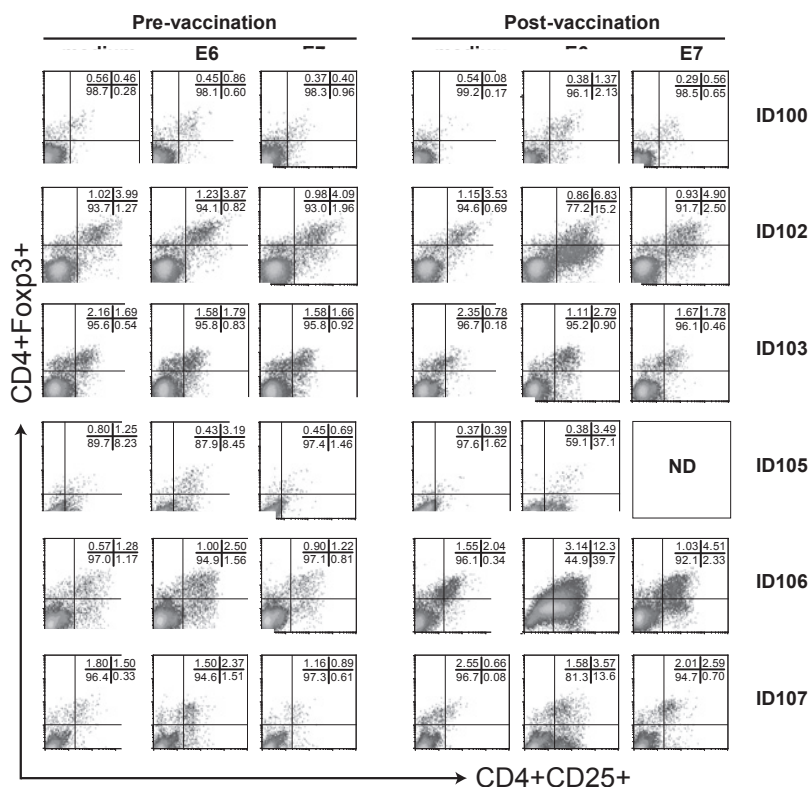 Pre-vaccination Post-vaccination
E6 E7
0.56 0.46 0.45 0.86 0.37 0.40 0.54 0.08 0.38 1.37 0.29 0.56
98.7 0.28 98.1 0.60 98.3 0.96 99.2 0.17 96.1 2.13 98.5 0.65
ID100
1.02 3.99 1.23 3.87 0.98 4.09 1.15 3.53 0.86 6.83 0.93 4.90
93.7 1.27 94.1 0.82 93.0 1.96 94.6 0.69 77.2 15.2 91.7 2.50
ID102
2.16 1.69 1.58 1.79 1.58 1.66 2.35 0.78 1.11 2.79 1.67 1.78
95.6 0.54 95.8 0.83 95.8 0.92 96.7 0.18 95.2 0.90 96.1 0.46
ID103
CD4+Foxp3+
0.80 1.25 0.43 3.19 0.45 0.69 0.37 0.39 0.38 3.49
89.7 8.23 87.9 8.45 97.4 1.46 97.6 1.62 59.1 37.1
ND
ID105
0.57 1.28 1.00 2.50 0.90 1.22 1.55 2.04 3.14 12.3 1.03 4.51
97.0 1.17 94.9 1.56 97.1 0.81 96.1 0.34 44.9 39.7 92.1 2.33
ID106
1.80 1.50 1.50 2.37 1.16 0.89 2.55 0.66 1.58 3.57 2.01 2.59
96.4 0.33 94.6 1.51 97.3 0.61 96.7 0.08 81.3 13.6 94.7 0.70
ID107
CD4+CD25+